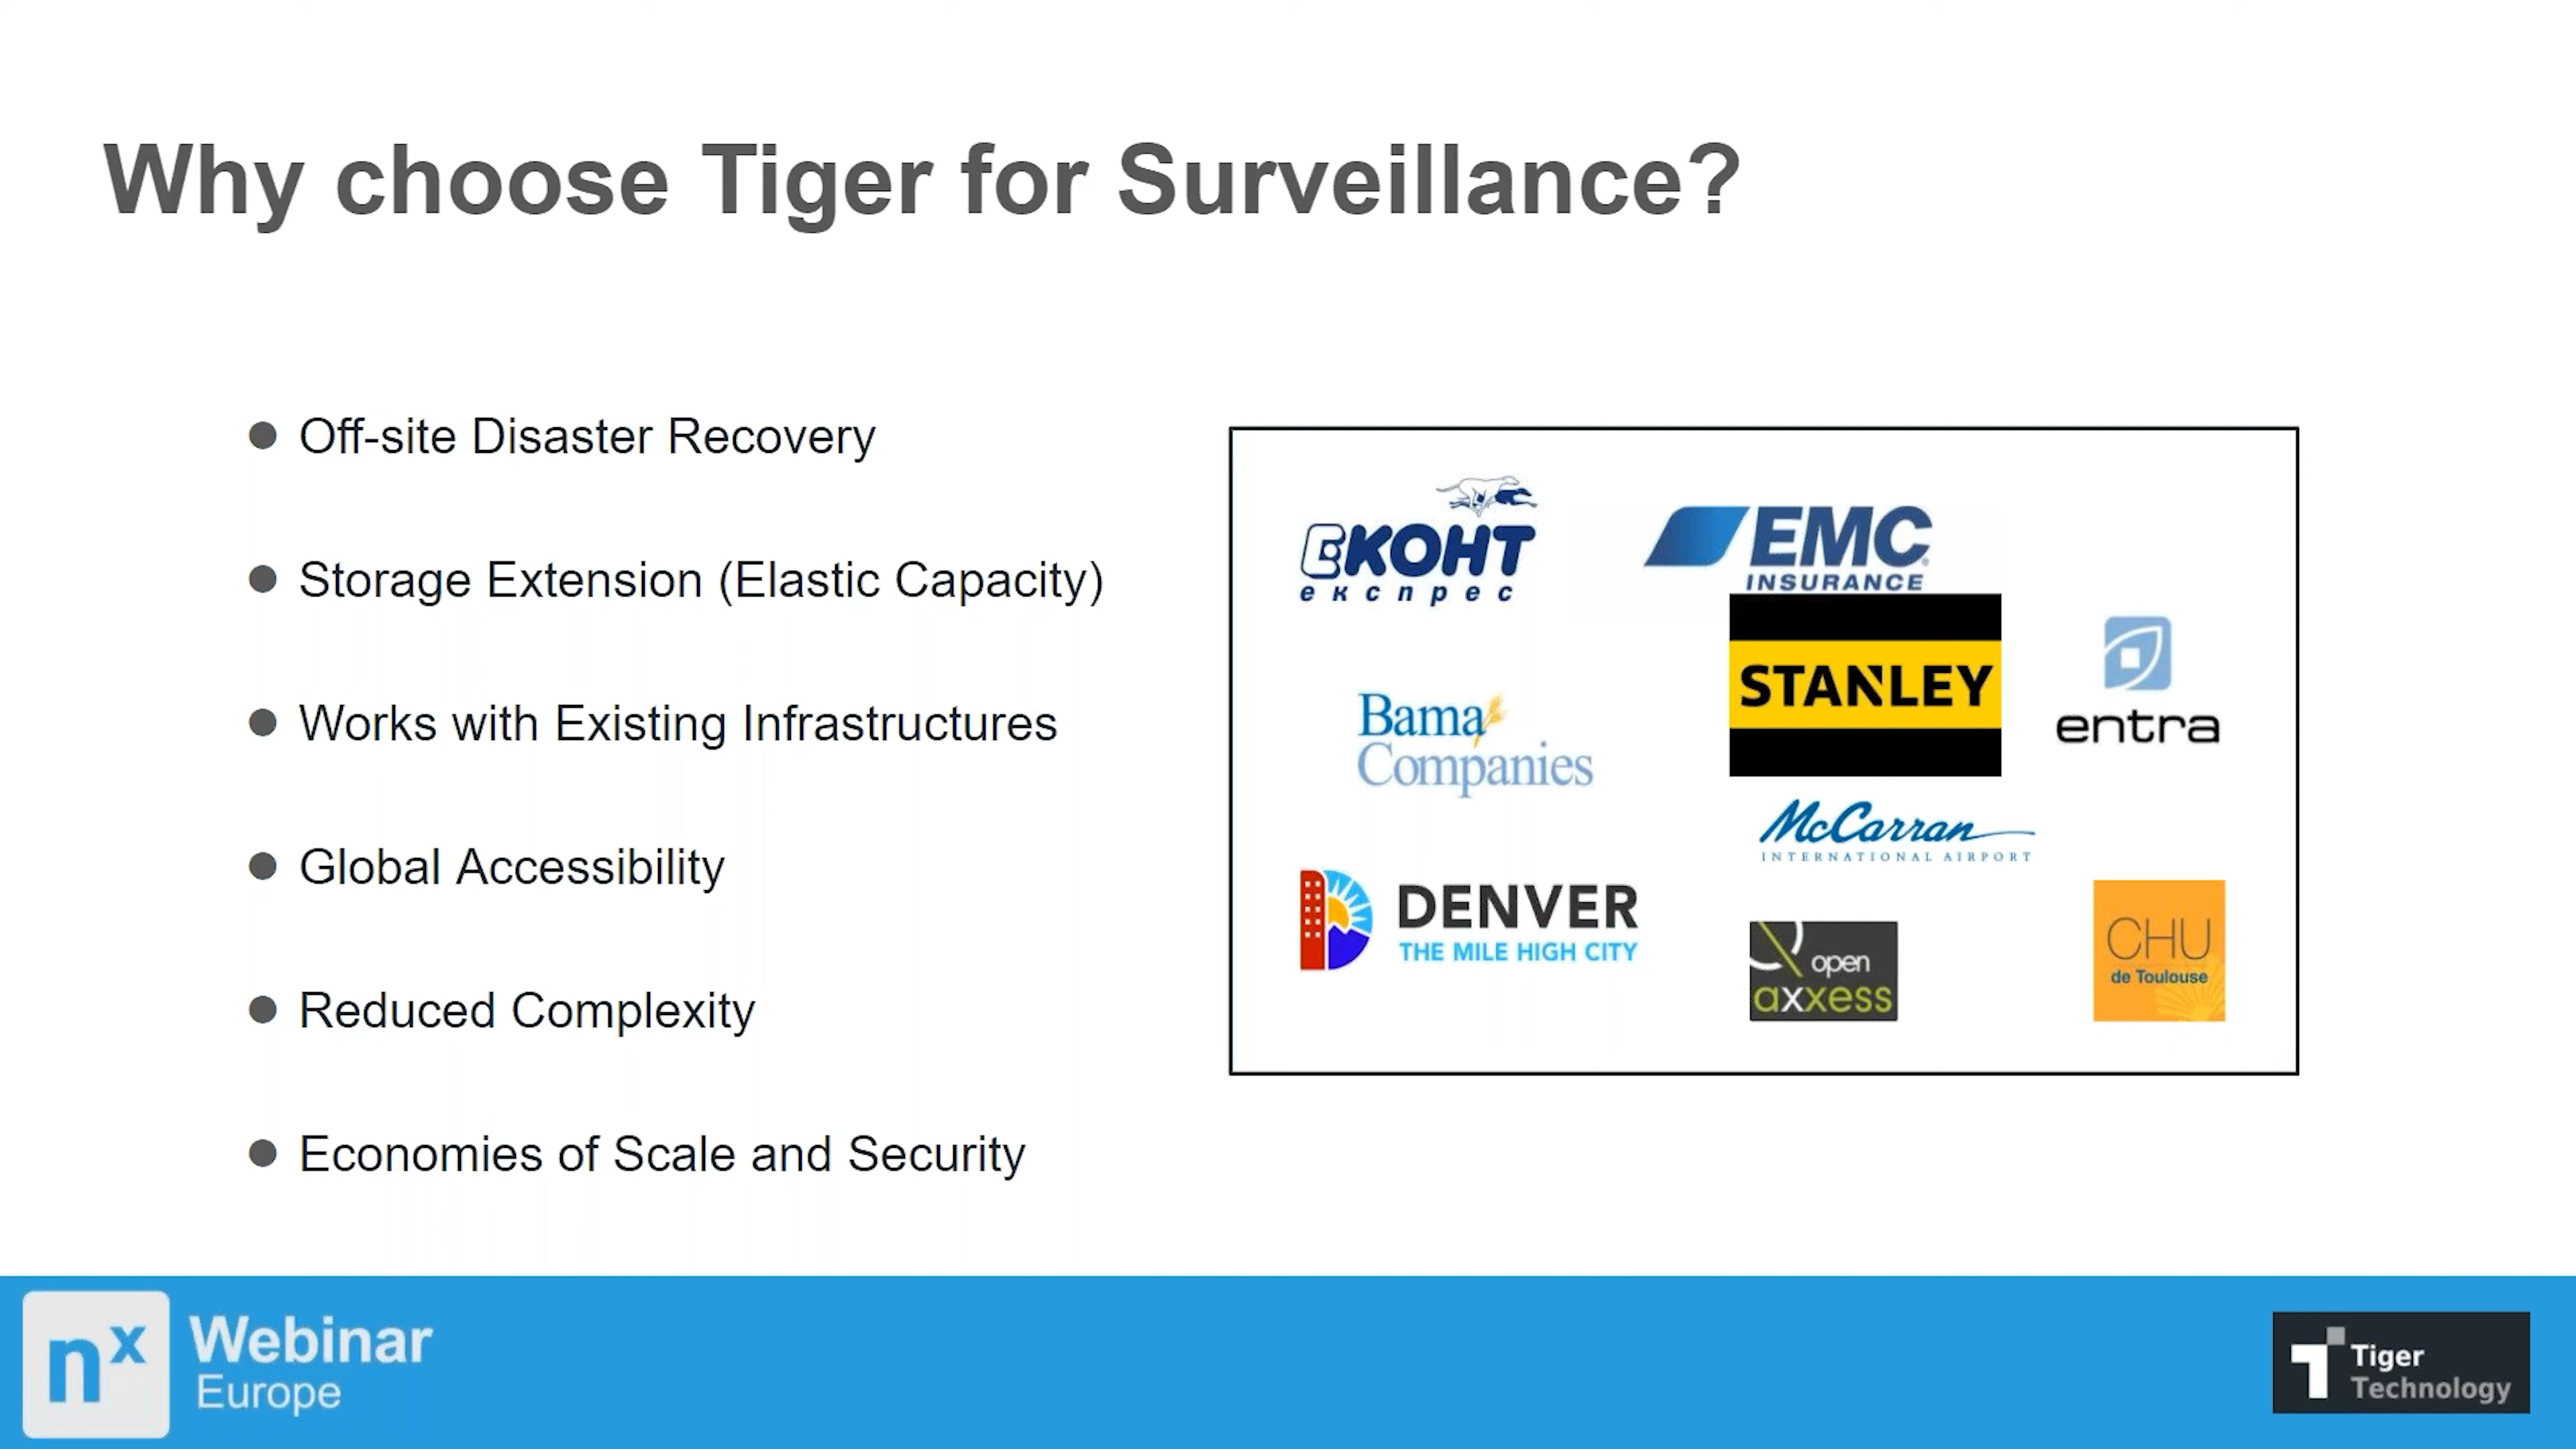 Why choose Tiger for Surveillance?
Off-site Disaster Recovery
Storage Extension (Elastic Capacity)
Works with Existing Infrastructures
Global Accessibility
Reduced Complexity
Economies of Scale and Security
ЕКОНТ
експрес
EMC
INSURANCE
STANLEY
entra
Bama
Companies
McCarran
INTERNATIONAL AIRPORT
DENVER
THE MILE HIGH CITY
open
axxess
CHU
de Toulouse
nx
Webinar
Europe
Tiger
Technology